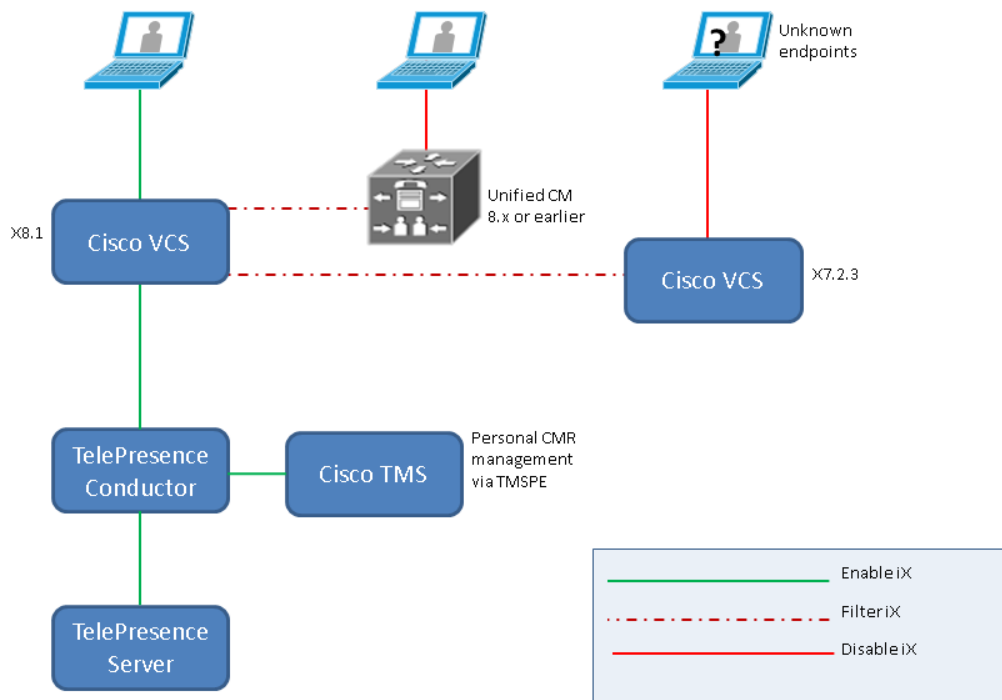 ?
Unknown
endpoints
Unified CM
8.x or earlier
X8.1
Cisco VCS
Cisco VCS
X7.2.3
TelePresence
Conductor
Cisco TMS
Personal CMR
management
via TMSPE
TelePresence
Server
Enable iX
Filter iX
Disable iX